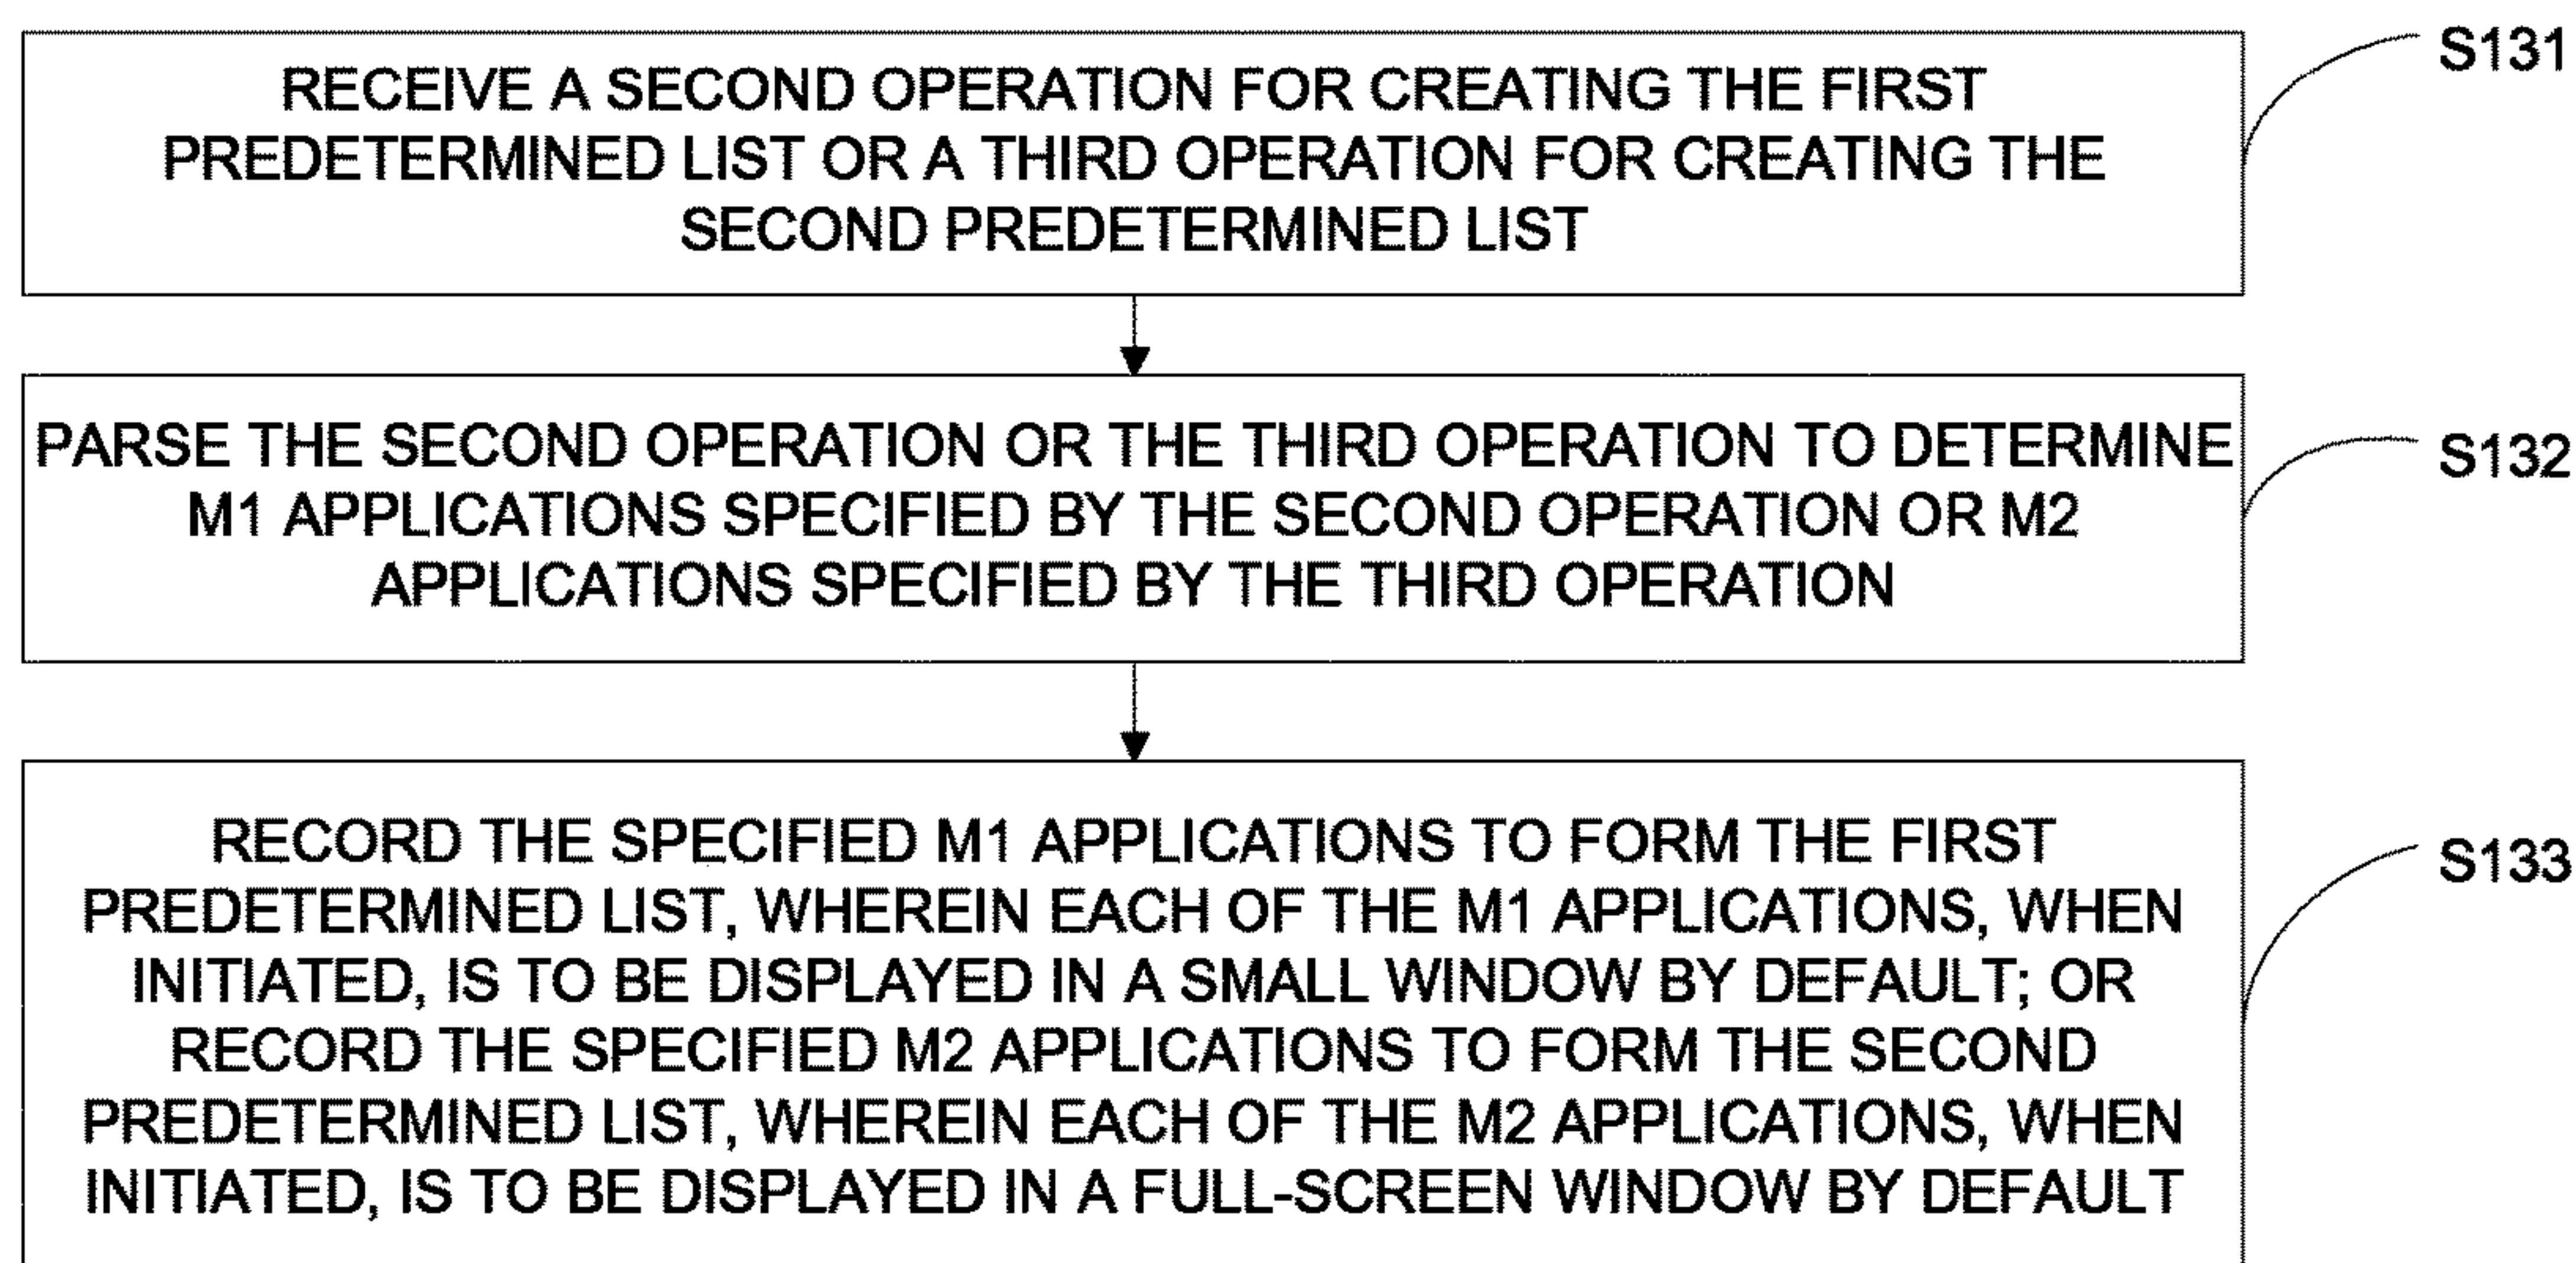 RECEIVE A SECOND OPERATION FOR CREATING THE FIRST
PREDETERMINED LIST OR A THIRD OPERATION FOR CREATING THE
SECOND PREDETERMINED LIST
S131
PARSE THE SECOND OPERATION OR THE THIRD OPERATION TO DETERMINE
M1 APPLICATIONS SPECIFIED BY THE SECOND OPERATION OR M2
APPLICATIONS SPECIFIED BY THE THIRD OPERATION
S132
RECORD THE SPECIFIED M1 APPLICATIONS TO FORM THE FIRST
PREDETERMINED LIST, WHEREIN EACH OF THE M1 APPLICATIONS, WHEN
INITIATED, IS TO BE DISPLAYED IN A SMALL WINDOW BY DEFAULT; OR
RECORD THE SPECIFIED M2 APPLICATIONS TO FORM THE SECOND
PREDETERMINED LIST, WHEREIN EACH OF THE M2 APPLICATIONS, WHEN
INITIATED, IS TO BE DISPLAYED IN A FULL-SCREEN WINDOW BY DEFAULT
S133